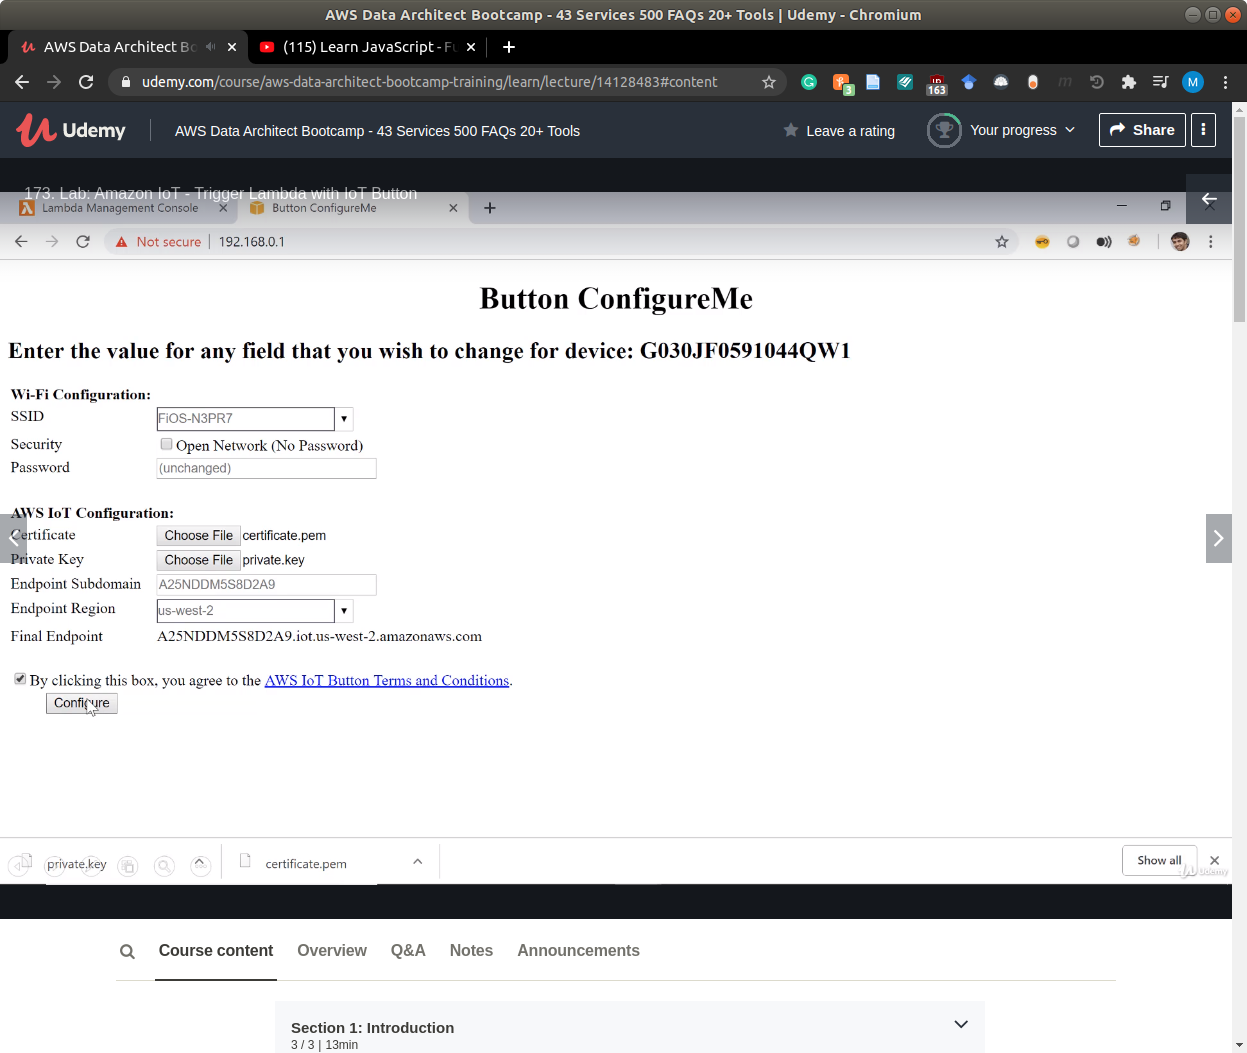 AWS Data Architect Bootcamp - 43 Services 500 FAQs 20+ Tools | Udemy - Chromium
AWS Data Architect Bo
(115) Learn JavaScript - Fu
udemy.com/course/aws-data-architect-bootcamp-training/learn/lecture/14128483#content
3
163
M
Udemy
AWS Data Architect Bootcamp - 43 Services 500 FAQs 20+ Tools
Leave a rating
Your progress
Share
173. Lab: Amazon IoT - Trigger Lambda with IoT Button
Lambda Management Console
Button ConfigureMe
Not secure | 192.168.0.1
Button ConfigureMe
Enter the value for any field that you wish to change for device: G030JF0591044QW1
Wi-Fi Configuration:
SSID FiOS-N3PR7
Security Open Network (No Password)
Password (unchanged)
AWS IoT Configuration:
Certificate Choose File certificate.pem
Private Key Choose File private.key
Endpoint Subdomain A25NDDM5S8D2A9
Endpoint Region us-west-2
Final Endpoint A25NDDM5S8D2A9.iot.us-west-2.amazonaws.com
By clicking this box, you agree to the AWS IoT Button Terms and Conditions.
Configure
private.key
certificate.pem
Show all
Udemy
Course content
Overview
Q&A
Notes
Announcements
Section 1: Introduction
3 / 3 | 13min